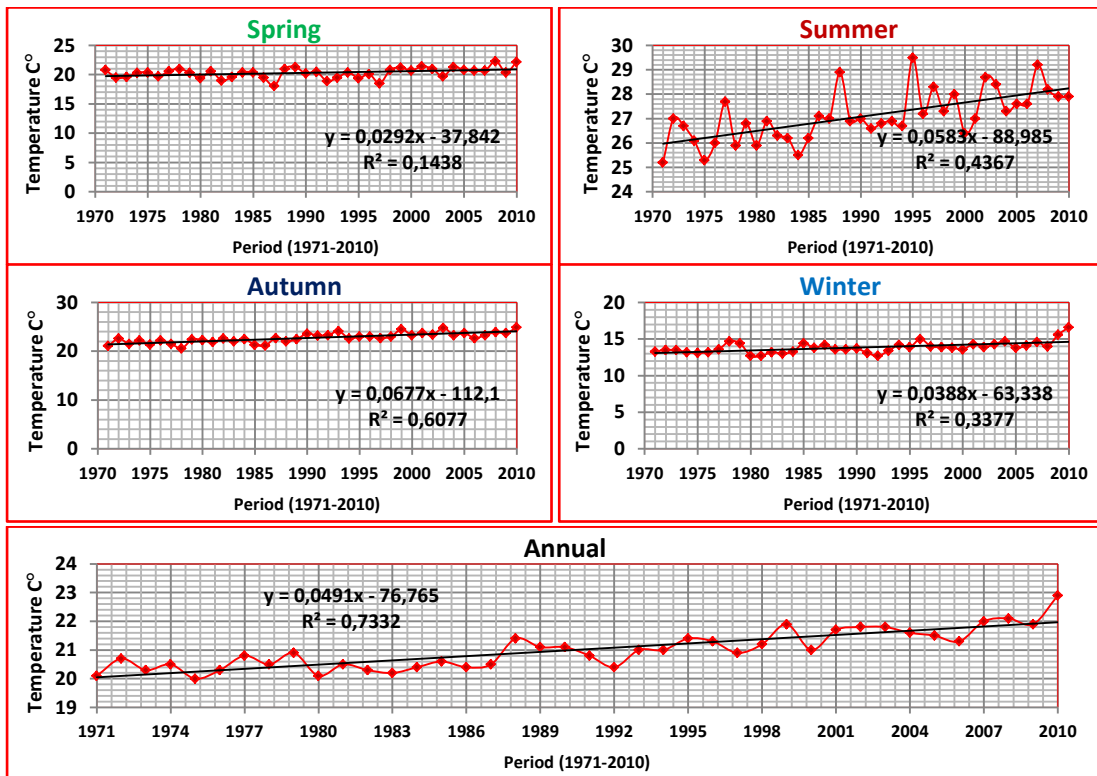 Spring
Temperature C°
25
20
15
10
5
0
y = 0,0292x - 37,842
R² = 0,1438
1970 1975 1980 1985 1990 1995 2000 2005 2010
Period (1971-2010)
Summer
Temperature C°
30
29
28
27
26
25
24
y = 0,0583x - 88,985
R² = 0,4367
1970 1975 1980 1985 1990 1995 2000 2005 2010
Period (1971-2010)
Autumn
Temperature C°
30
20
10
0
y = 0,0677x - 112,1
R² = 0,6077
1970 1975 1980 1985 1990 1995 2000 2005 2010
Period (1971-2010)
Winter
Temperature C°
20
15
10
5
0
y = 0,0388x - 63,338
R² = 0,3377
1970 1975 1980 1985 1990 1995 2000 2005 2010
Period (1971-2010)
Annual
Temperature C°
24
23
22
21
20
19
y = 0,0491x - 76,765
R² = 0,7332
1971 1974 1977 1980 1983 1986 1989 1992 1995 1998 2001 2004 2007 2010
Period (1971-2010)